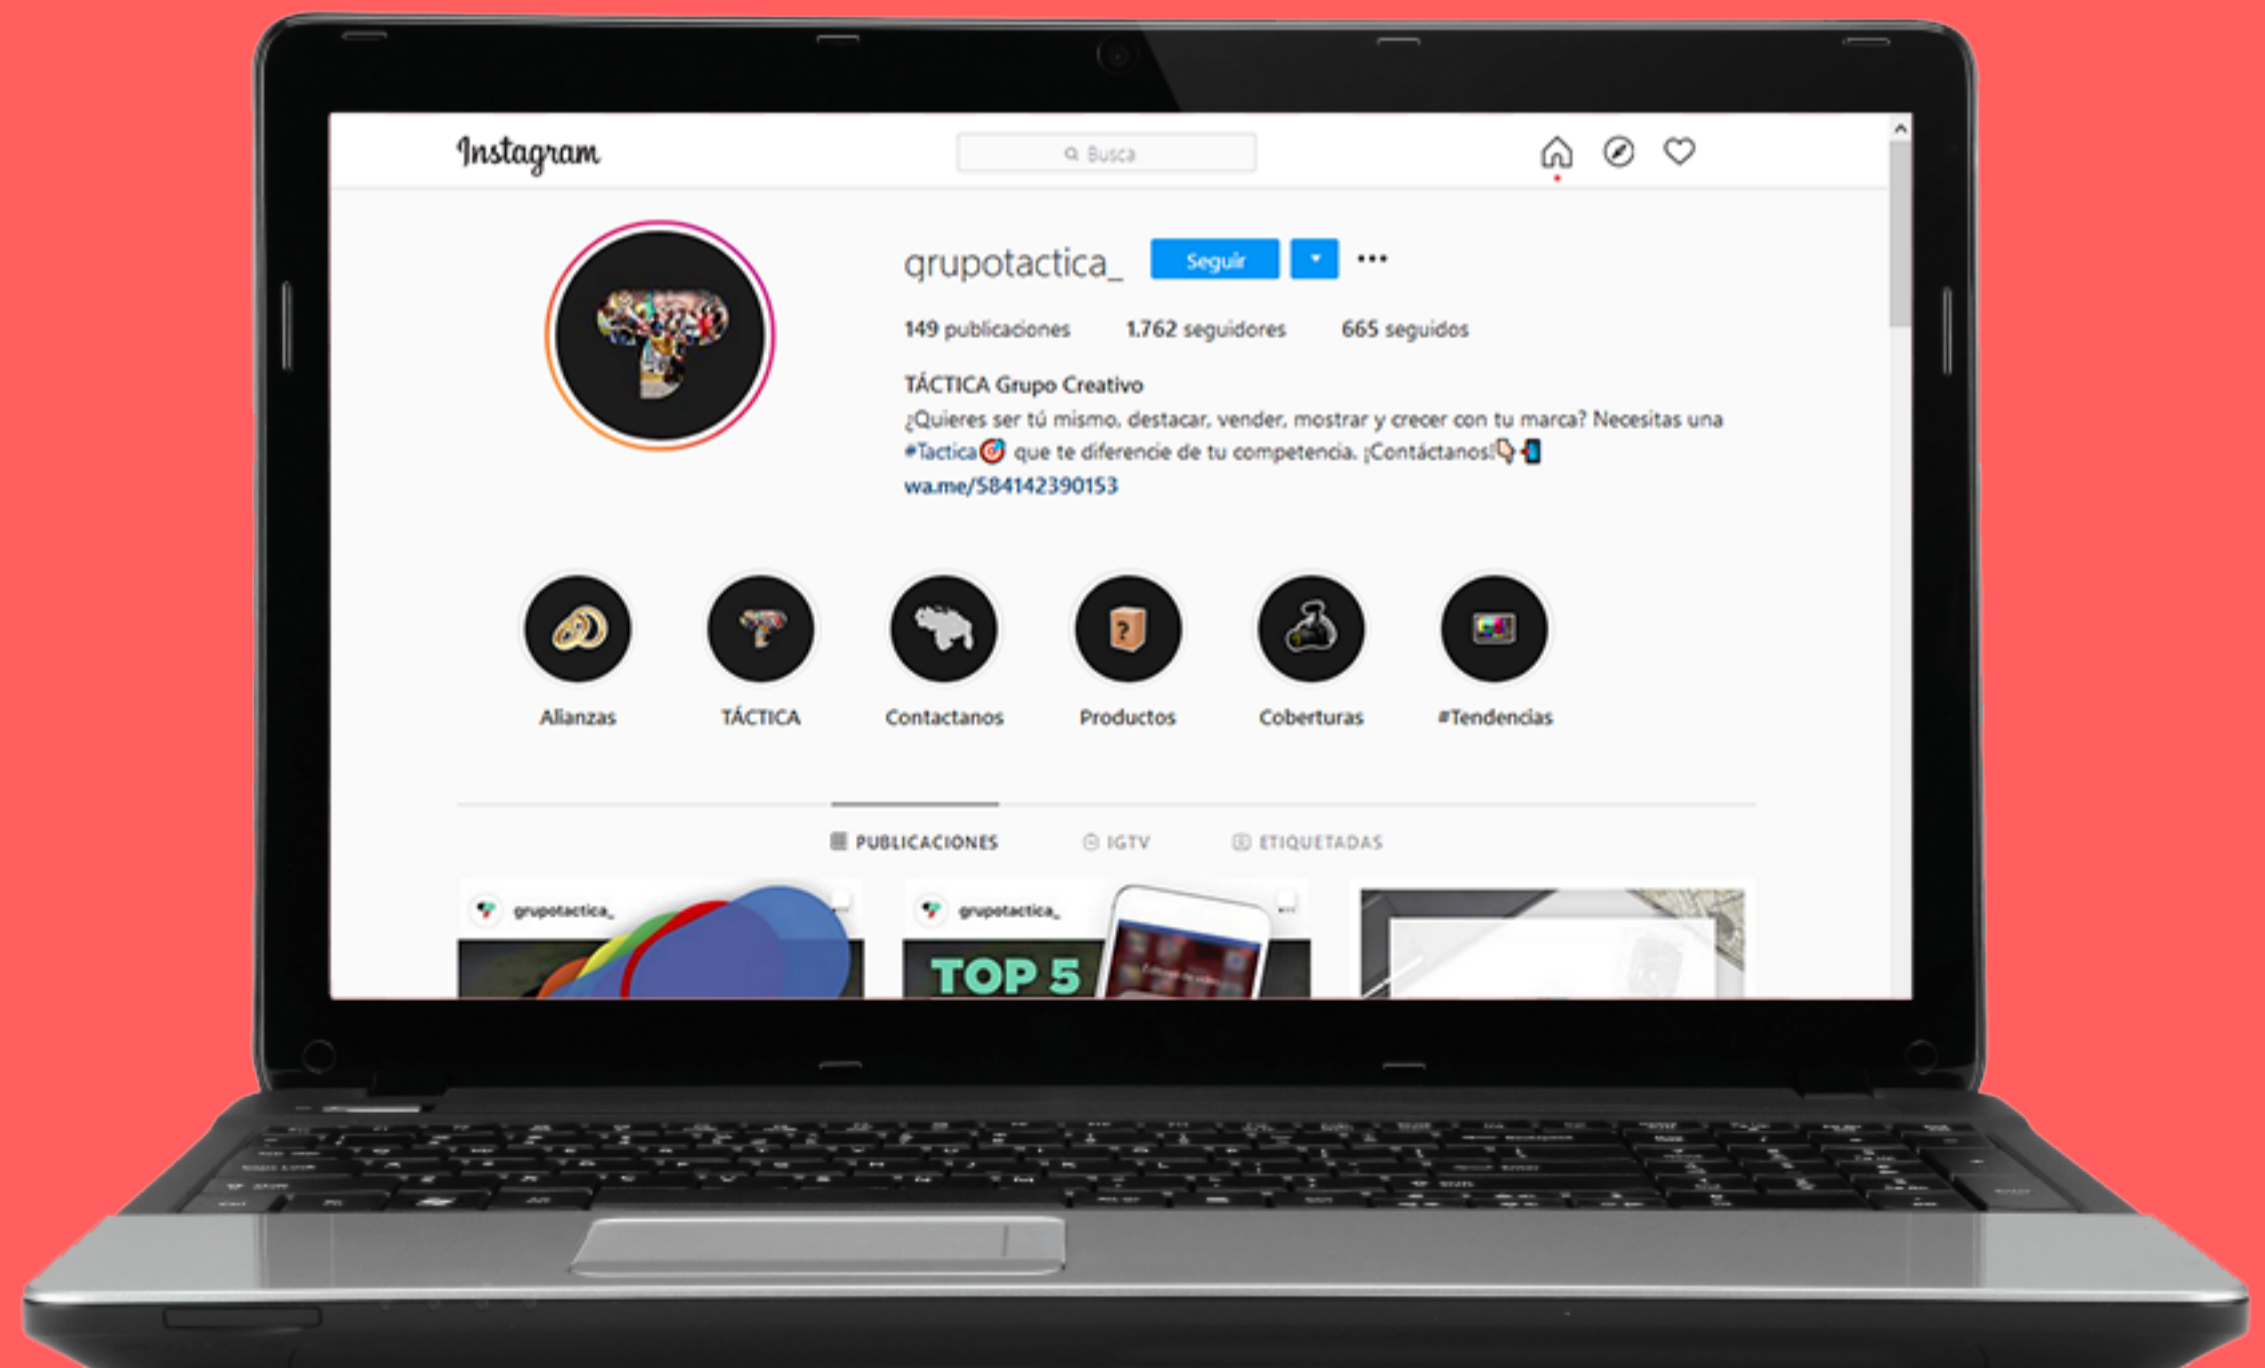 Instagram
Busca
grupotactica_ Seguir
149 publicaciones 1.762 seguidores 665 seguidos
TÁCTICA Grupo Creativo
¿Quieres ser tú mismo, destacar, vender, mostrar y crecer con tu marca? Necesitas una
#Tactica🎯 que te diferencie de tu competencia. ¡Contáctanos!👇🏻📲
wa.me/584142390153
Alianzas TÁCTICA Contactanos Productos Coberturas #Tendencias
PUBLICACIONES IGTV ETIQUETADAS
grupotactica_ grupotactica_
TOP 5